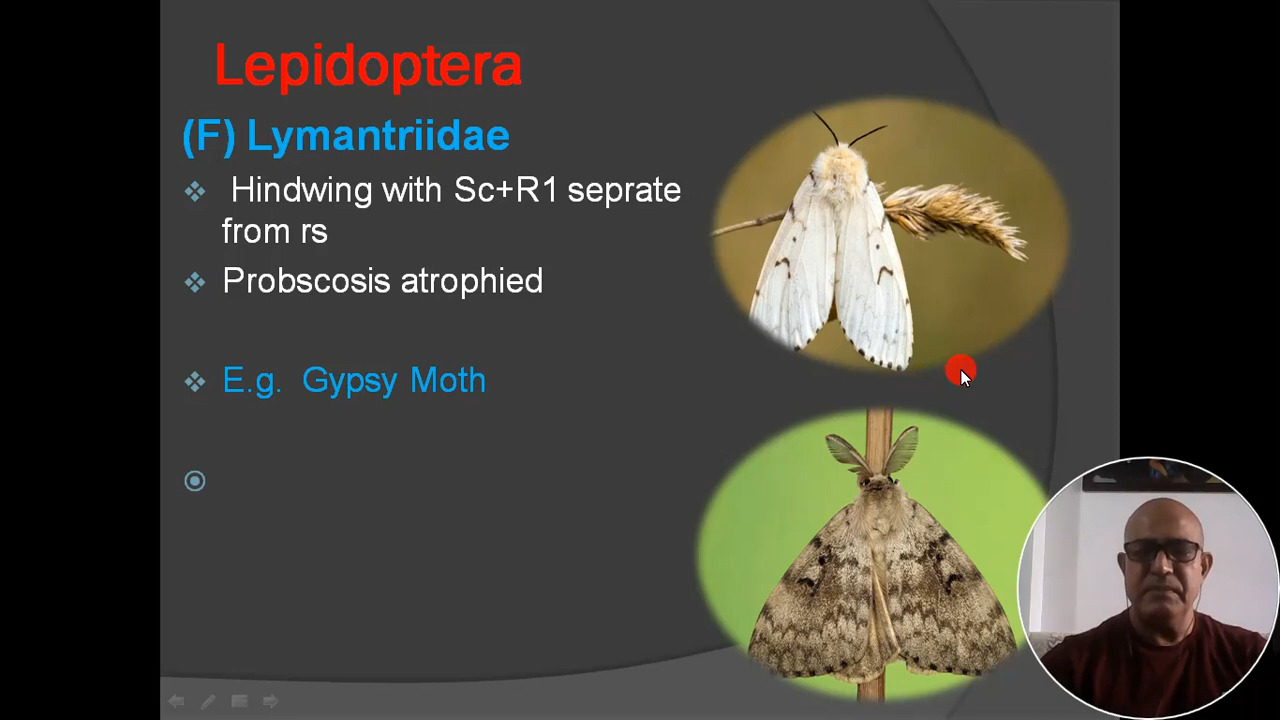 Lepidoptera
(F) Lymantriidae
Hindwing with Sc+R1 seprate
from rs
Probscosis atrophied
E.g. Gypsy Moth